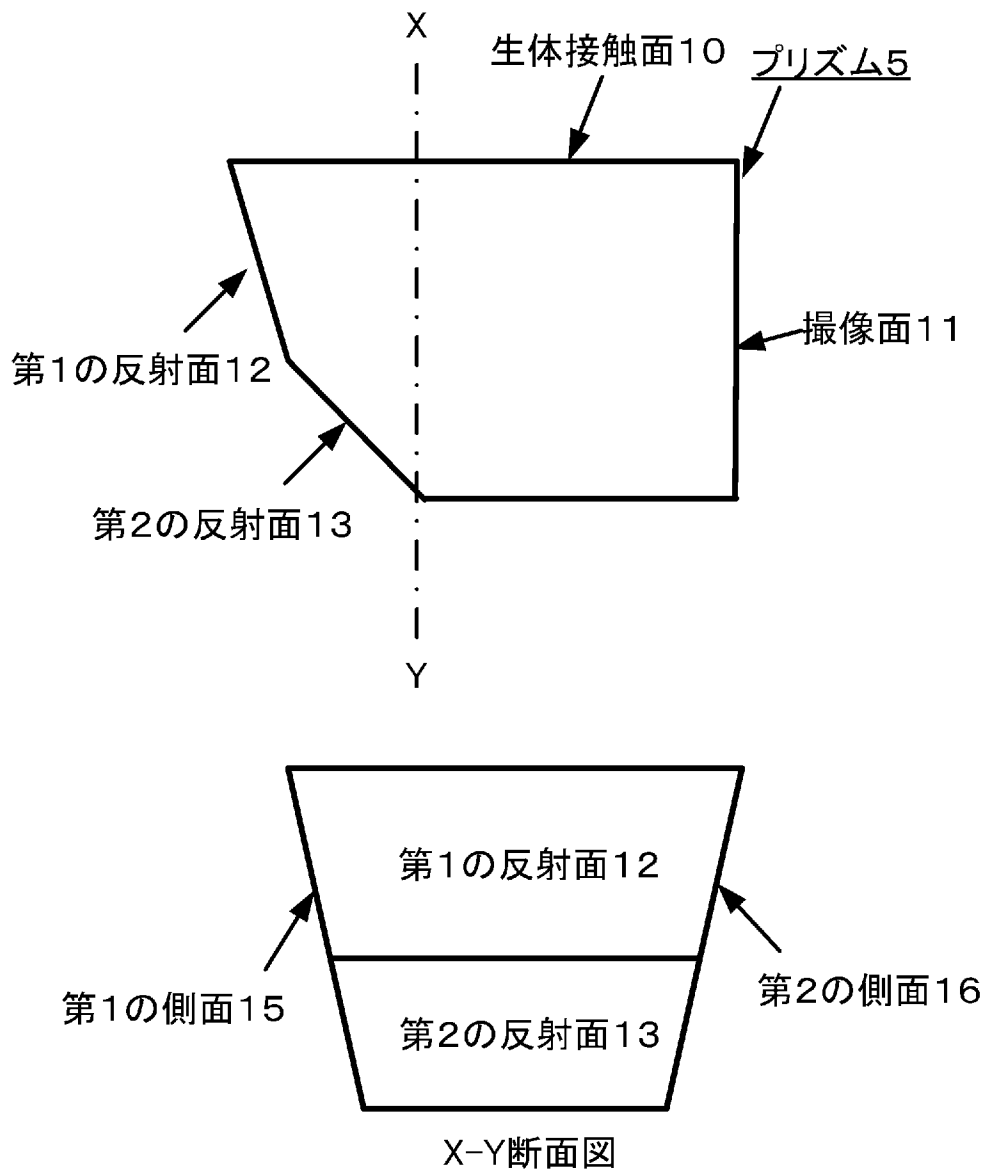 X
生体接触面10
プリズム5
撮像面11
第1の反射面12
第2の反射面13
Y
第1の反射面12
第1の側面15
第2の側面16
第2の反射面13
X-Y断面図